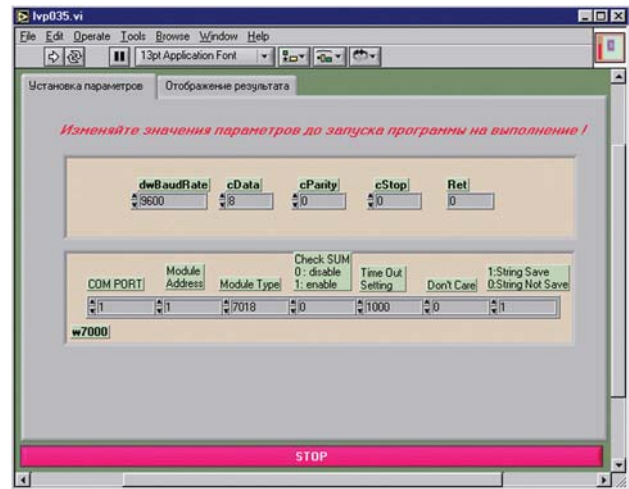 lvp035.vi
File Edit Operate Tools Browse Window Help
13pt Application Font
Установка параметров Отображение результата
Изменяйте значения параметров до запуска программы на выполнение !
dwBaudRate cData cParity cStop Ret
9600 8 0 0 0
COM PORT Module Address Module Type Check SUM 0 : disable 1: enable Time Out Setting Don't Care 1:String Save 0:String Not Save
1 1 7018 0 1000 0 1
w7000
STOP